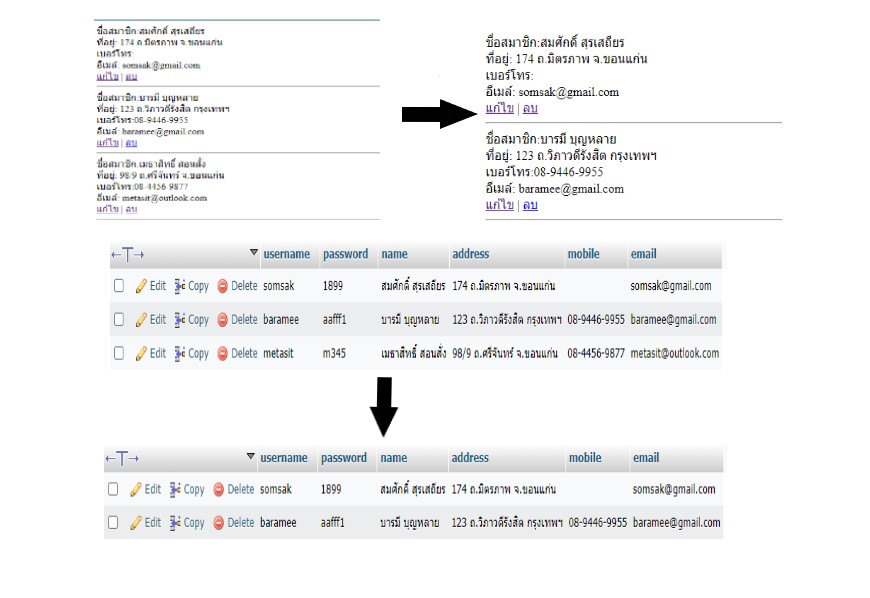 ชื่อสมาชิก:สมศักดิ์ สุรเสถียร
ที่อยู่: 174 ถ.มิตรภาพ จ.ขอนแก่น
เบอร์โทร:
อีเมล์: somsak@gmail.com
แก้ไข | ลบ
ชื่อสมาชิก:บารมี บุญหลาย
ที่อยู่: 123 ถ.วิภาวดีรังสิต กรุงเทพฯ
เบอร์โทร:08-9446-9955
อีเมล์: baramee@gmail.com
แก้ไข | ลบ
ชื่อสมาชิก:เมธาสิทธิ์ สอนสั่ง
ที่อยู่: 98/9 ถ.ศรีจันทร์ จ.ขอนแก่น
เบอร์โทร:08-4456-9877
อีเมล์: metasit@outlook.com
แก้ไข | ลบ
ชื่อสมาชิก:สมศักดิ์ สุรเสถียร
ที่อยู่: 174 ถ.มิตรภาพ จ.ขอนแก่น
เบอร์โทร:
อีเมล์: somsak@gmail.com
แก้ไข | ลบ
ชื่อสมาชิก:บารมี บุญหลาย
ที่อยู่: 123 ถ.วิภาวดีรังสิต กรุงเทพฯ
เบอร์โทร:08-9446-9955
อีเมล์: baramee@gmail.com
แก้ไข | ลบ
←T→ username password name address mobile email
Edit Copy Delete somsak 1899 สมศักดิ์ สุรเสถียร 174 ถ.มิตรภาพ จ.ขอนแก่น somsak@gmail.com
Edit Copy Delete baramee aafff1 บารมี บุญหลาย 123 ถ.วิภาวดีรังสิต กรุงเทพฯ 08-9446-9955 baramee@gmail.com
Edit Copy Delete metasit m345 เมธาสิทธิ์ สอนสั่ง 98/9 ถ.ศรีจันทร์ จ.ขอนแก่น 08-4456-9877 metasit@outlook.com
←T→ username password name address mobile email
Edit Copy Delete somsak 1899 สมศักดิ์ สุรเสถียร 174 ถ.มิตรภาพ จ.ขอนแก่น somsak@gmail.com
Edit Copy Delete baramee aafff1 บารมี บุญหลาย 123 ถ.วิภาวดีรังสิต กรุงเทพฯ 08-9446-9955 baramee@gmail.com